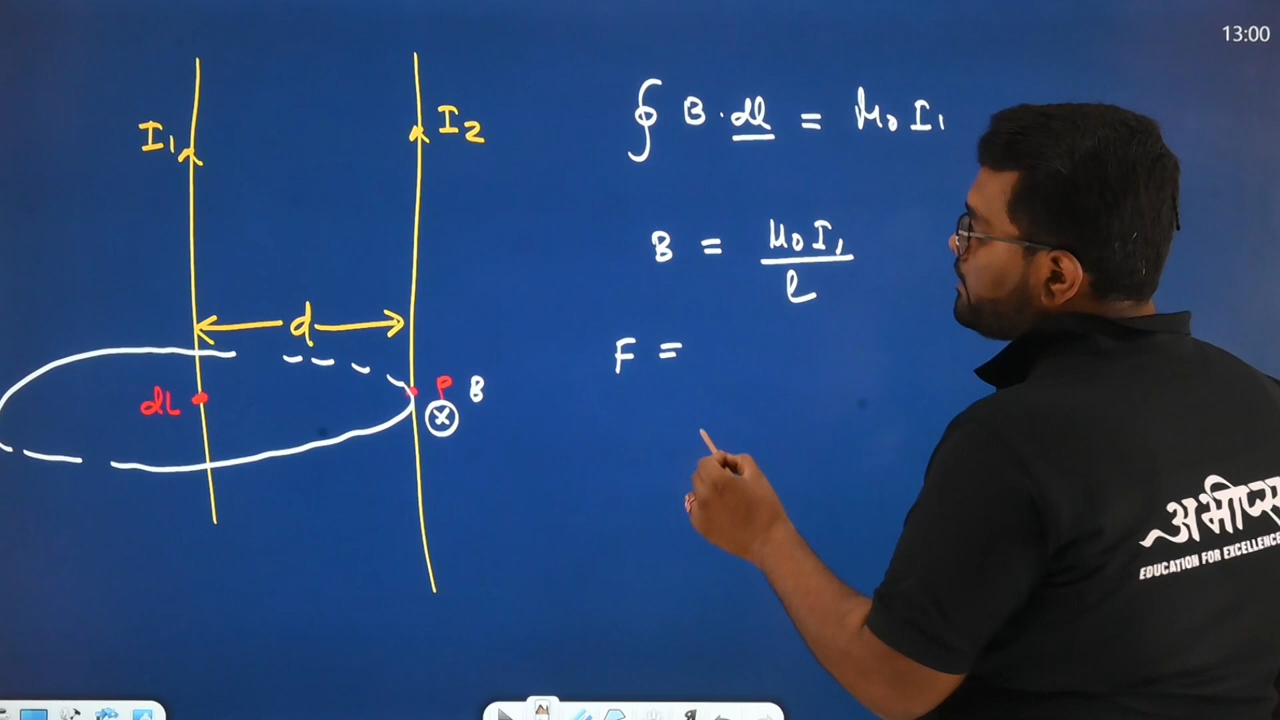 13:00
I₁
I₂
∮ B · dl = μ₀ I₁
B = μ₀ I₁ / l
F =
d
dl
P
B
अभीप्स
EDUCATION FOR EXCELLENCE